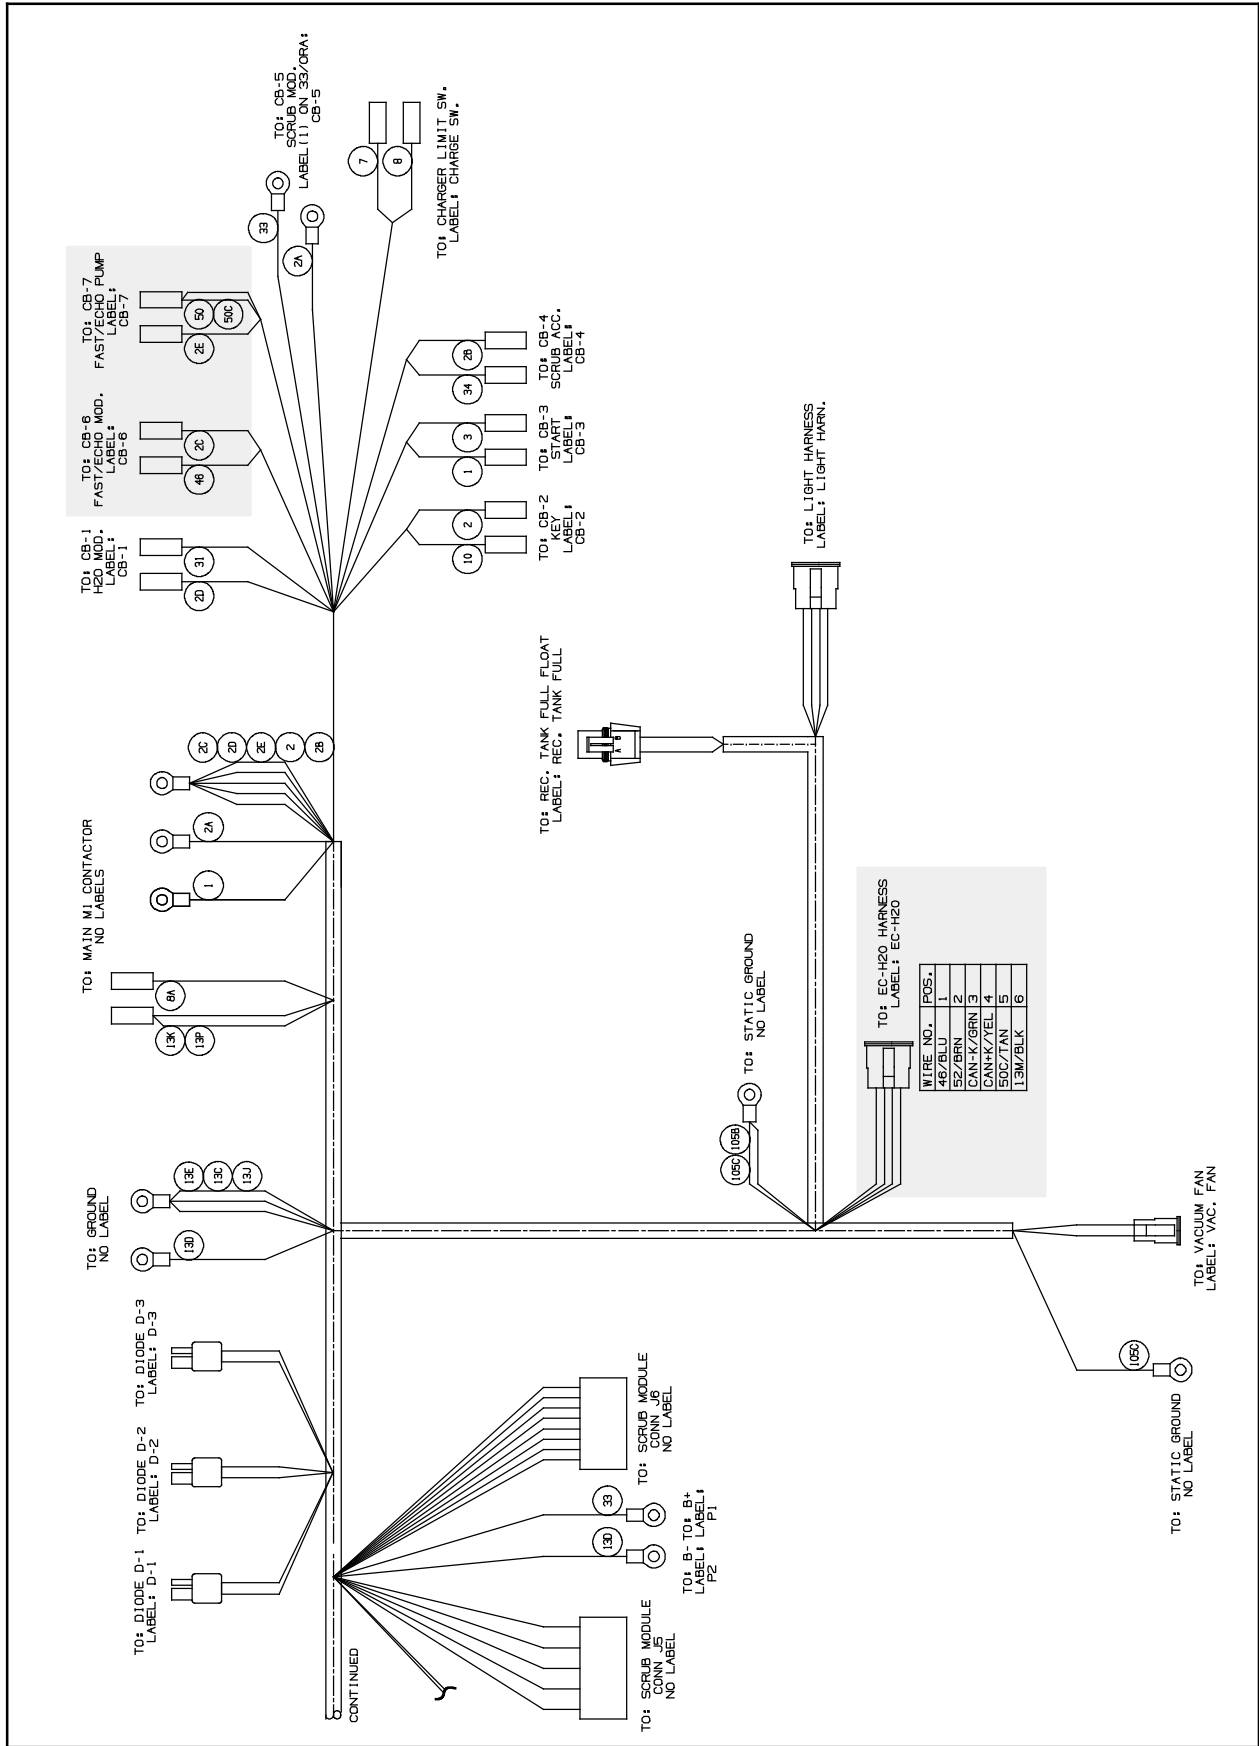 TO: CB-5
SCRUB MOD.
LABEL (1) ON 33/ORA:
CB-5
33
2A
7
8
TO: CHARGER LIMIT SW.
LABEL: CHARGE SW.
TO: CB-7
FAST/ECHO PUMP
LABEL:
CB-7
50
50C
2E
TO: CB-6
FAST/ECHO MOD.
LABEL:
CB-6
2C
46
TO: CB-1
H2O MOD.
LABEL:
CB-1
31
2D
2B
34
TO: CB-4
SCRUB ACC.
LABEL:
CB-4
3
1
TO: CB-3
START
LABEL:
CB-3
2
10
TO: CB-2
KEY
LABEL:
CB-2
TO: MAIN M1 CONTACTOR
NO LABELS
2C
2D
2E
2
2B
2A
1
8A
13K
13P
TO: REC. TANK FULL FLOAT
LABEL: REC. TANK FULL
A
B
TO: LIGHT HARNESS
LABEL: LIGHT HARN.
TO: GROUND
NO LABEL
13E
13C
13J
13D
TO: STATIC GROUND
NO LABEL
105C
105B
TO: EC-H2O HARNESS
LABEL: EC-H2O
WIRE NO. POS.
46/BLU 1
52/BRN 2
CAN-K/GRN 3
CAN+K/YEL 4
50C/TAN 5
13M/BLK 6
TO: VACUUM FAN
LABEL: VAC. FAN
105C
TO: STATIC GROUND
NO LABEL
TO: DIODE D-3
LABEL: D-3
TO: DIODE D-2
LABEL: D-2
TO: DIODE D-1
LABEL: D-1
TO: SCRUB MODULE
CONN J6
NO LABEL
33
13D
TO: B+
LABEL:
P1
TO: B-
LABEL:
P2
TO: SCRUB MODULE
CONN J5
NO LABEL
CONTINUED